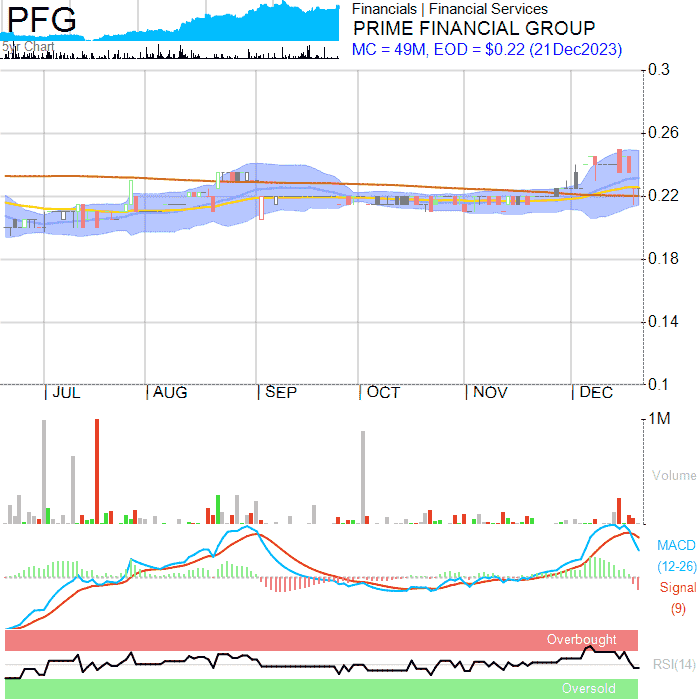 PFG
5yr Chart
Financials | Financial Services
PRIME FINANCIAL GROUP
MC = 49M, EOD = $0.22 (21Dec2023)
0.3
0.26
0.22
0.18
0.14
0.1
| JUL | AUG | SEP | OCT | NOV | DEC
1M
Volume
MACD
(12-26)
Signal
(9)
Overbought
RSI(14)
Oversold